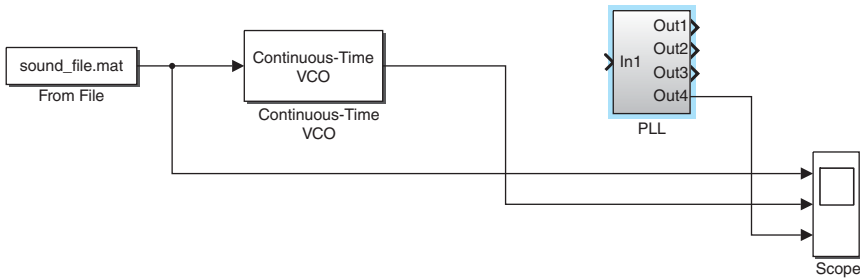 sound_file.mat
From File
Continuous-Time
VCO
Continuous-Time
VCO
In1
Out1
Out2
Out3
Out4
PLL
Scope